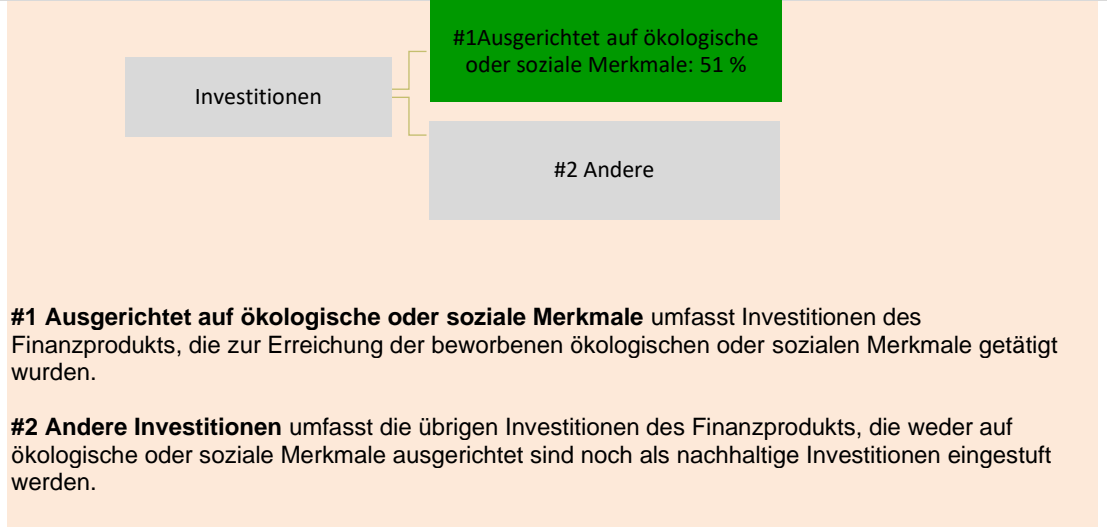 #1Ausgerichtet auf ökologische
oder soziale Merkmale: 51 %
Investitionen
#2 Andere
#1 Ausgerichtet auf ökologische oder soziale Merkmale umfasst Investitionen des
Finanzprodukts, die zur Erreichung der beworbenen ökologischen oder sozialen Merkmale getätigt
wurden.
#2 Andere Investitionen umfasst die übrigen Investitionen des Finanzprodukts, die weder auf
ökologische oder soziale Merkmale ausgerichtet sind noch als nachhaltige Investitionen eingestuft
werden.